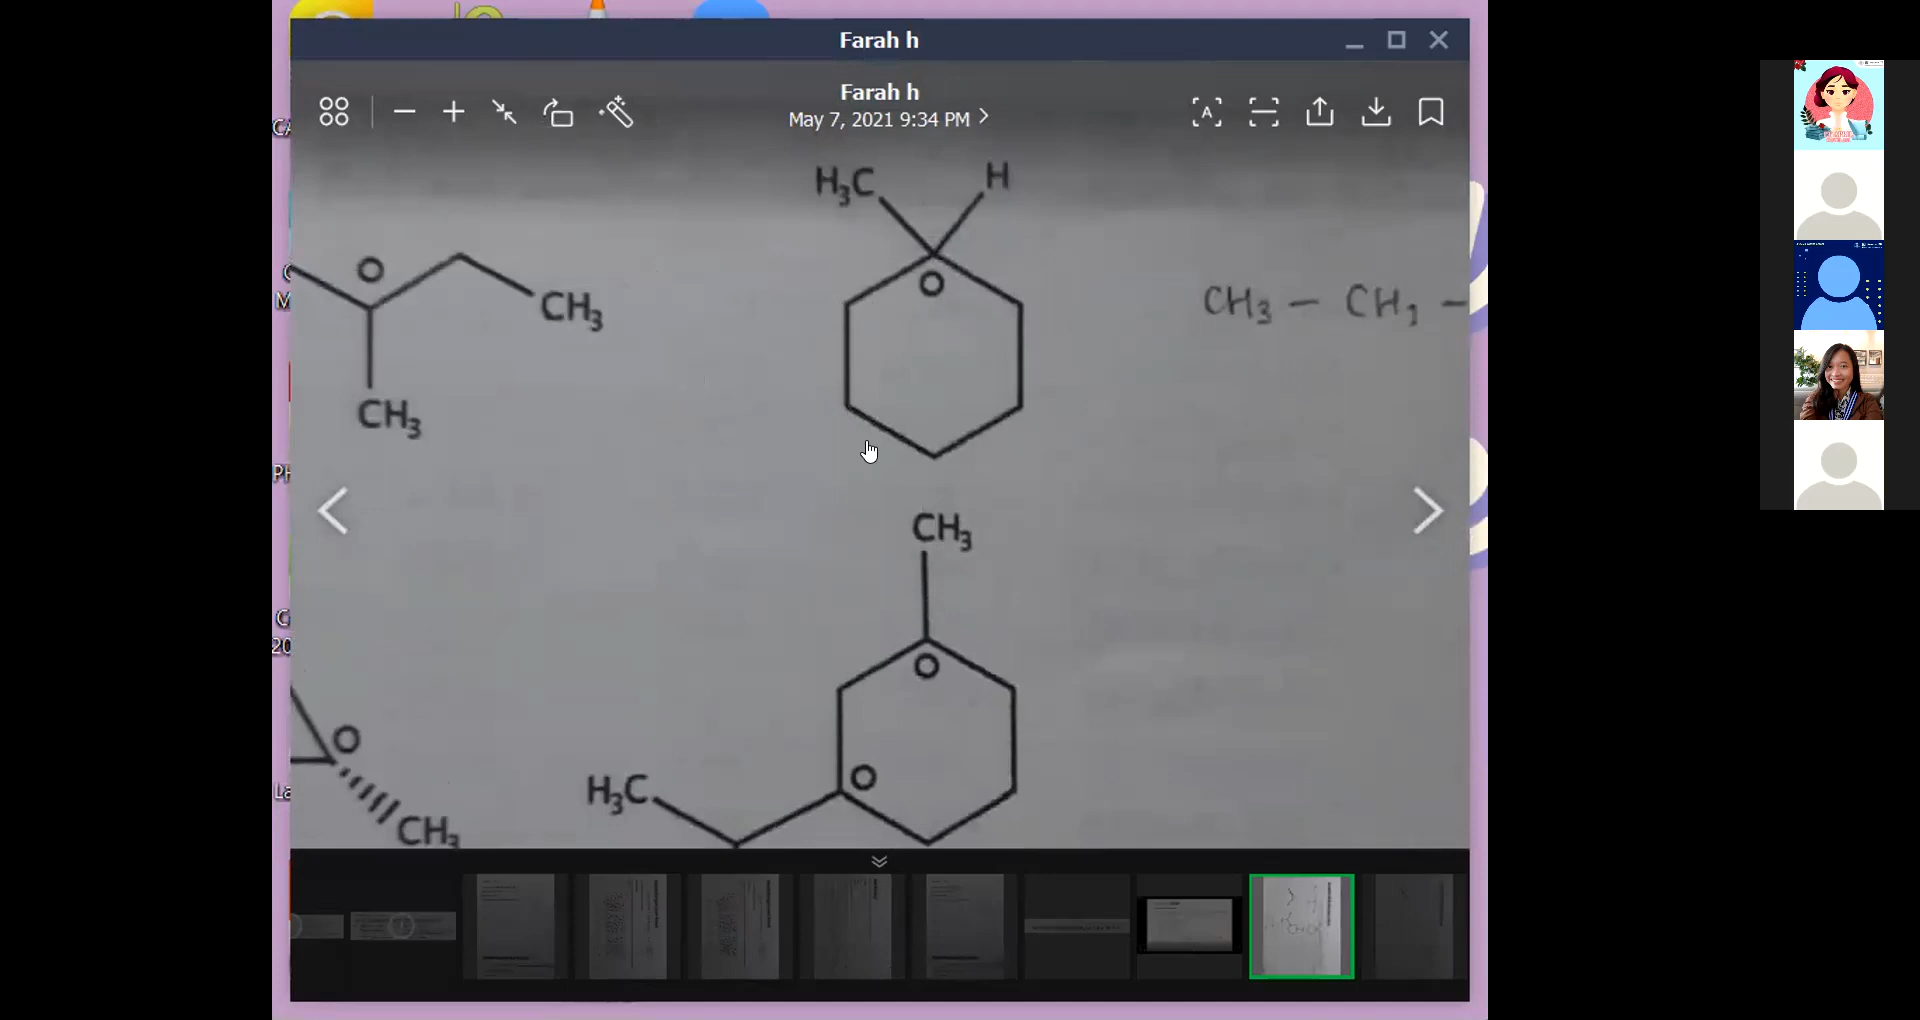 Farah h
Farah h
May 7, 2021 9:34 PM
H₃C
H
O
CH₃
O
CH₃ - CH₂ -
CH₃
CH₃
O
O
O
H₃C
CH₃